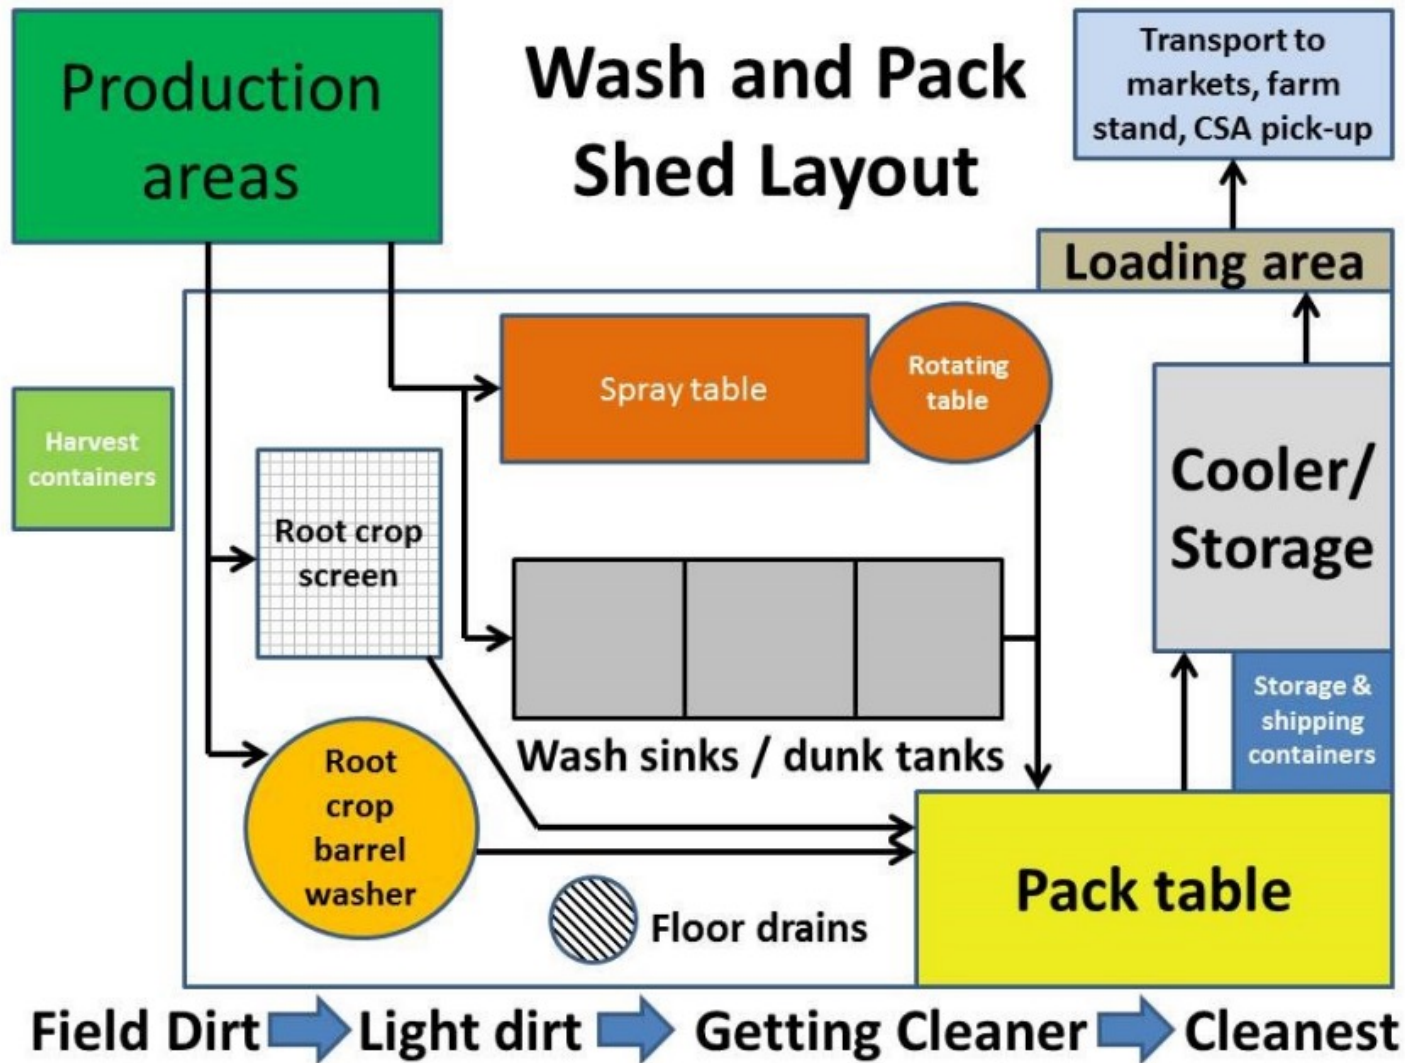 Production
areas
Wash and Pack
Shed Layout
Transport to
markets, farm
stand, CSA pick-up
Loading area
Harvest
containers
Spray table
Rotating
table
Root crop
screen
Cooler/
Storage
Wash sinks / dunk tanks
Storage &
shipping
containers
Root
crop
barrel
washer
Floor drains
Pack table
Field Dirt Light dirt Getting Cleaner Cleanest